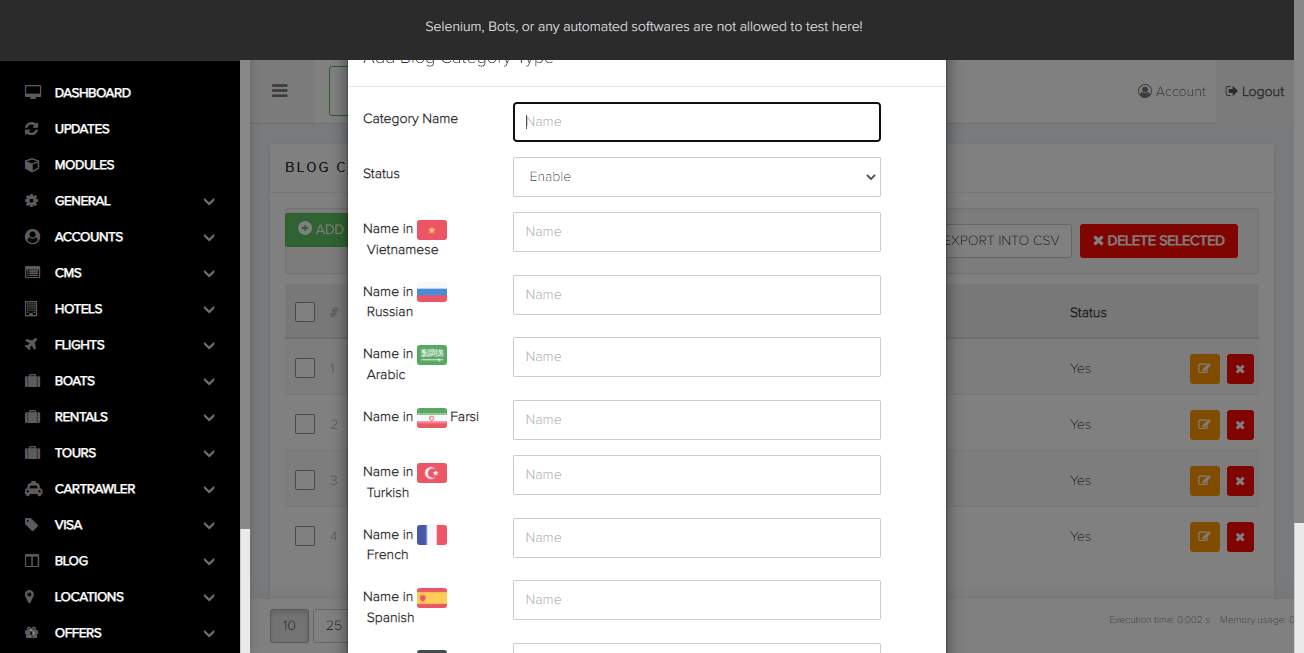 Selenium, Bots, or any automated softwares are not allowed to test here!
DASHBOARD
UPDATES
MODULES
GENERAL
ACCOUNTS
CMS
HOTELS
FLIGHTS
BOATS
RENTALS
TOURS
CARTRAWLER
VISA
BLOG
LOCATIONS
OFFERS
Account
Logout
BLOG C
ADD
EXPORT INTO CSV
DELETE SELECTED
#
Status
1
Yes
2
Yes
3
Yes
4
Yes
10
25
Execution time: 0.002 s
Memory usage: 0
Add Blog Category Type
Category Name
Name
Status
Enable
Name in
Vietnamese
Name
Name in
Russian
Name
Name in
Arabic
Name
Name in Farsi
Name
Name in
Turkish
Name
Name in
French
Name
Name in
Spanish
Name